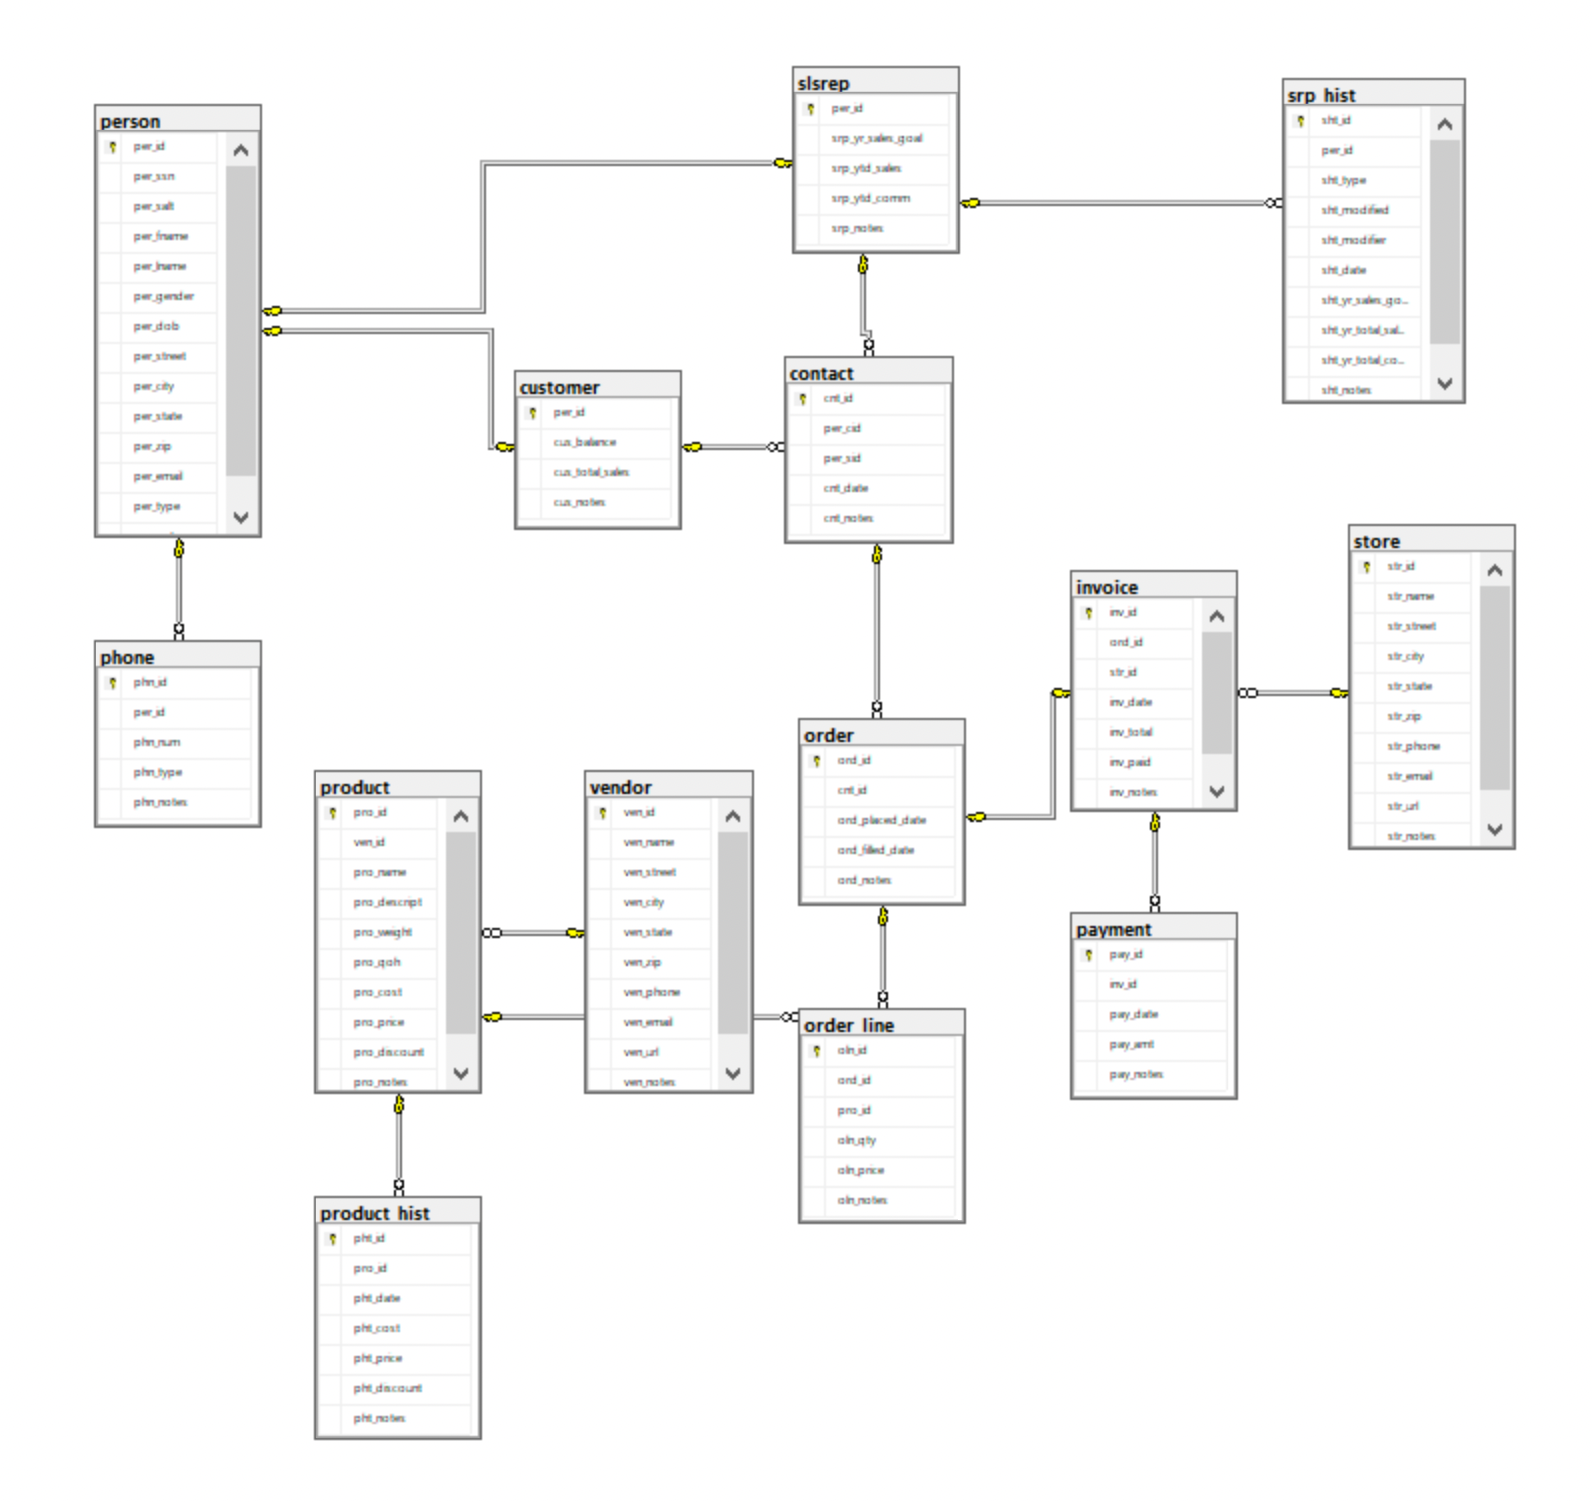 slsrep
per_id
srp_yr_sales_goal
srp_ytd_sales
srp_ytd_comm
srp_notes
srp_hist
sht_id
per_id
sht_type
sht_modified
sht_modifier
sht_date
sht_yr_sales_go...
sht_yr_total_sal...
sht_yr_total_co...
sht_notes
person
per_id
per_ssn
per_salt
per_fname
per_lname
per_gender
per_dob
per_street
per_city
per_state
per_zip
per_email
per_type
customer
per_id
cus_balance
cus_total_sales
cus_notes
contact
cnt_id
per_cid
per_sid
cnt_date
cnt_notes
store
str_id
str_name
str_street
str_city
str_state
str_zip
str_phone
str_email
str_url
str_notes
invoice
inv_id
ord_id
str_id
inv_date
inv_total
inv_paid
inv_notes
phone
phn_id
per_id
phn_num
phn_type
phn_notes
order
ord_id
cnt_id
ord_placed_date
ord_filled_date
ord_notes
product
pro_id
ven_id
pro_name
pro_descript
pro_weight
pro_qoh
pro_cost
pro_price
pro_discount
pro_notes
vendor
ven_id
ven_name
ven_street
ven_city
ven_state
ven_zip
ven_phone
ven_email
ven_url
ven_notes
payment
pay_id
inv_id
pay_date
pay_amt
pay_notes
order_line
oln_id
ord_id
pro_id
oln_qty
oln_price
oln_notes
product_hist
pht_id
pro_id
pht_date
pht_cost
pht_price
pht_discount
pht_notes